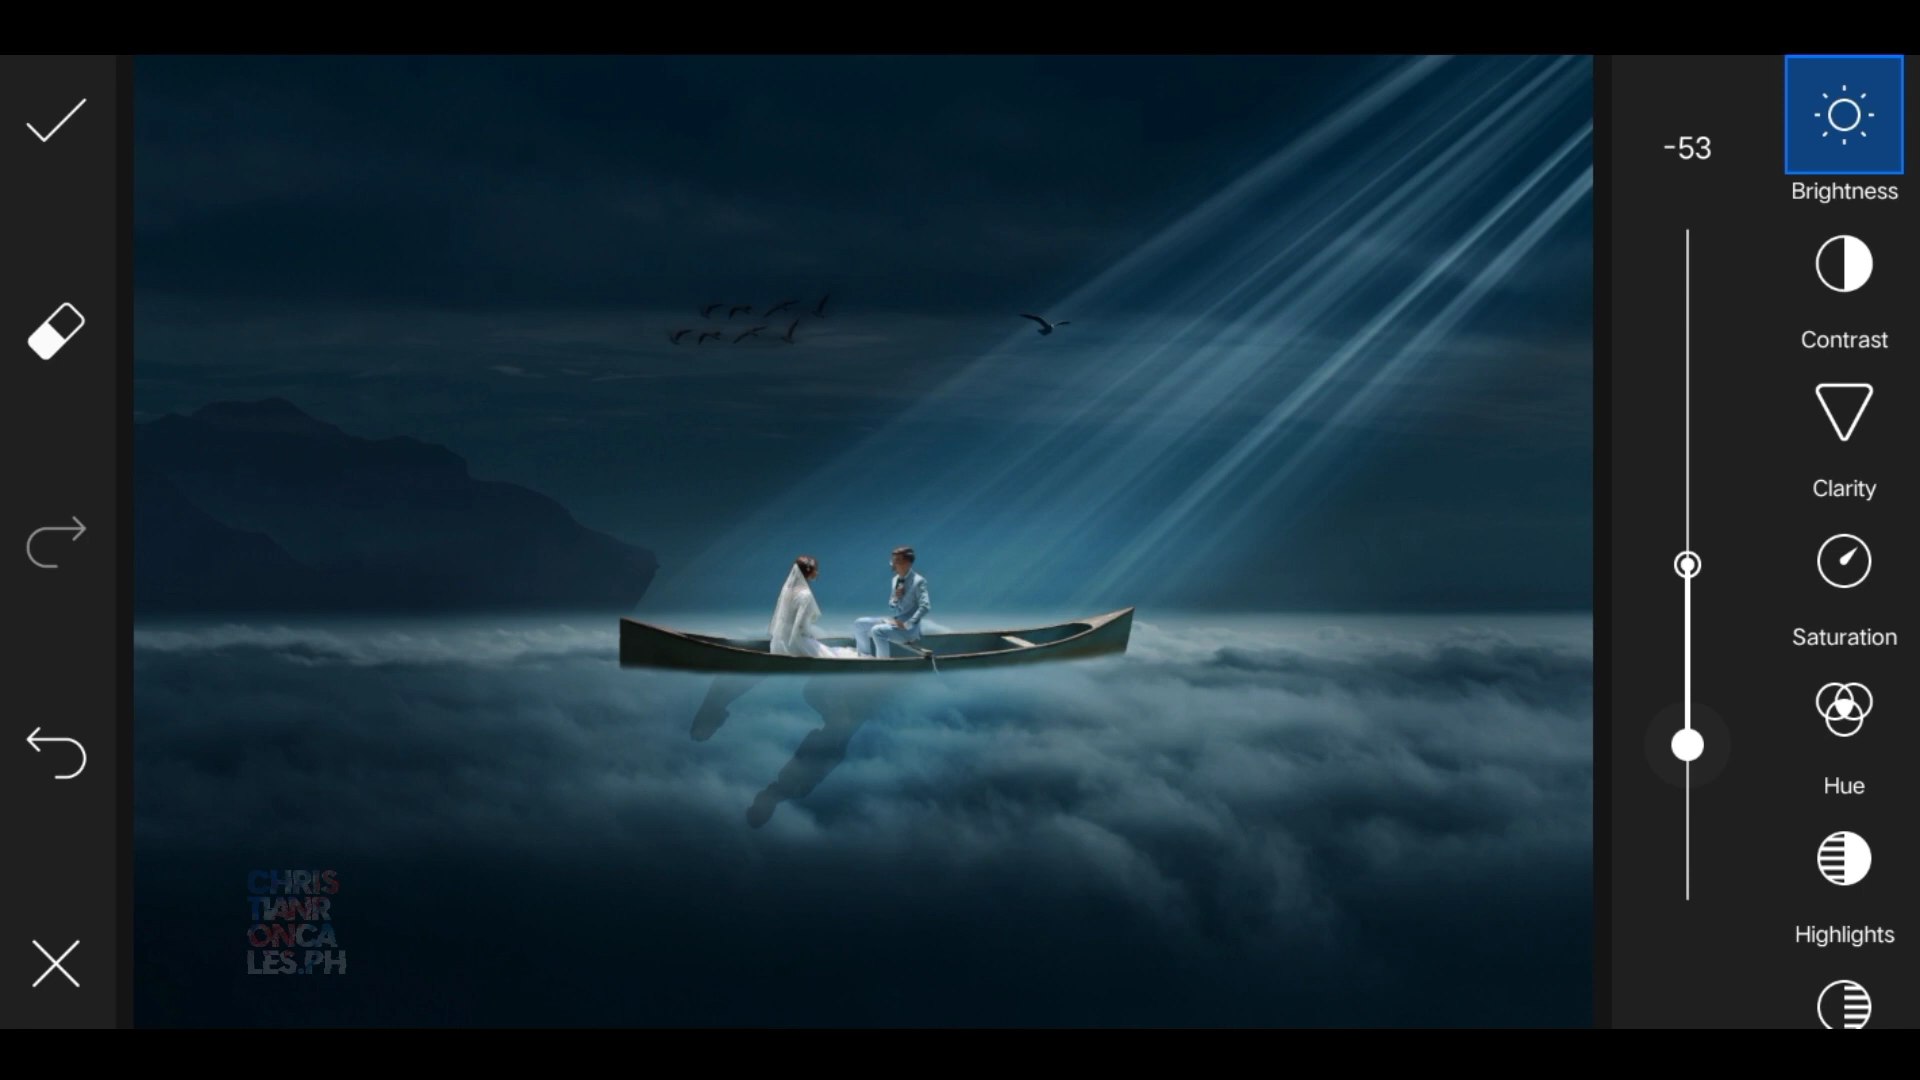 -53
Brightness
Contrast
Clarity
Saturation
Hue
Highlights
CHRIS
TIANR
ONCA
LES.PH